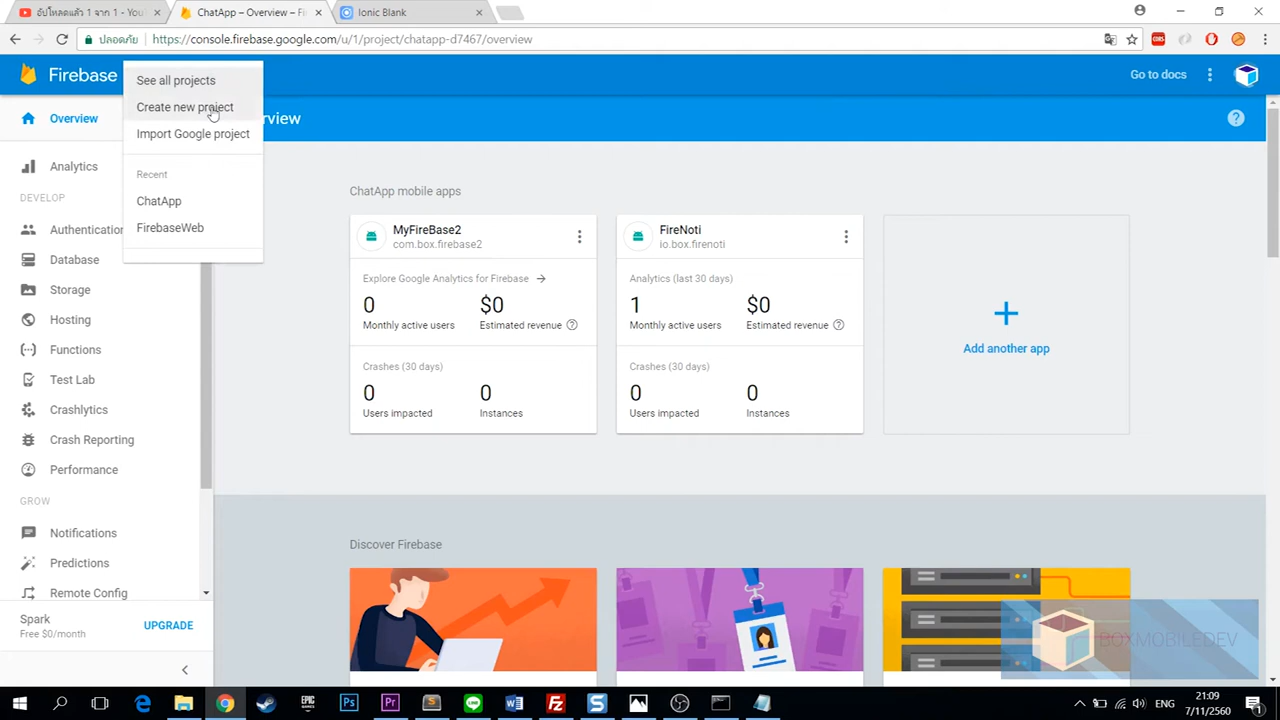 อัปโหลดแล้ว 1 จาก 1 - You
ChatApp – Overview – Fi
Ionic Blank
ปลอดภัย
https://console.firebase.google.com/u/1/project/chatapp-d7467/overview
CORS
Firebase
See all projects
Create new project
Import Google project
Recent
ChatApp
FirebaseWeb
Go to docs
Overview
erview
Analytics
DEVELOP
Authentication
Database
Storage
Hosting
Functions
Test Lab
Crashlytics
Crash Reporting
Performance
GROW
Notifications
Predictions
Remote Config
Spark
Free $0/month
UPGRADE
ChatApp mobile apps
MyFireBase2
com.box.firebase2
Explore Google Analytics for Firebase
0
$0
Monthly active users
Estimated revenue
Crashes (30 days)
0
0
Users impacted
Instances
FireNoti
io.box.firenoti
Analytics (last 30 days)
1
$0
Monthly active users
Estimated revenue
Crashes (30 days)
0
0
Users impacted
Instances
Add another app
Discover Firebase
BOXMOBILEDEV
EPIC GAMES
Ps
Pr
ENG
21:09
7/11/2560